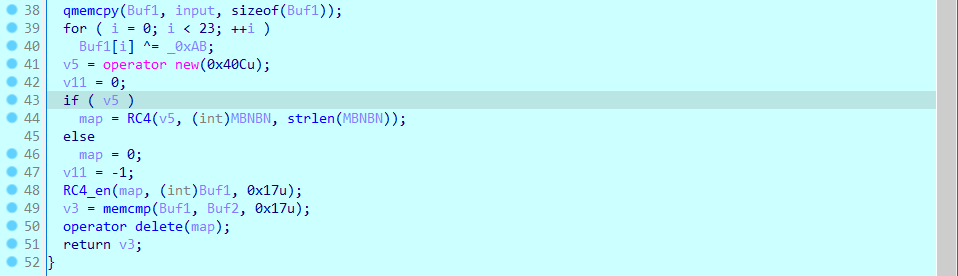 38 qmemcpy(Buf1, input, sizeof(Buf1));
39 for ( i = 0; i < 23; ++i )
40 Buf1[i] ^= _0xAB;
41 v5 = operator new(0x40Cu);
42 v11 = 0;
43 if ( v5 )
44 map = RC4(v5, (int)MBNBN, strlen(MBNBN));
45 else
46 map = 0;
47 v11 = -1;
48 RC4_en(map, (int)Buf1, 0x17u);
49 v3 = memcmp(Buf1, Buf2, 0x17u);
50 operator delete(map);
51 return v3;
52 }